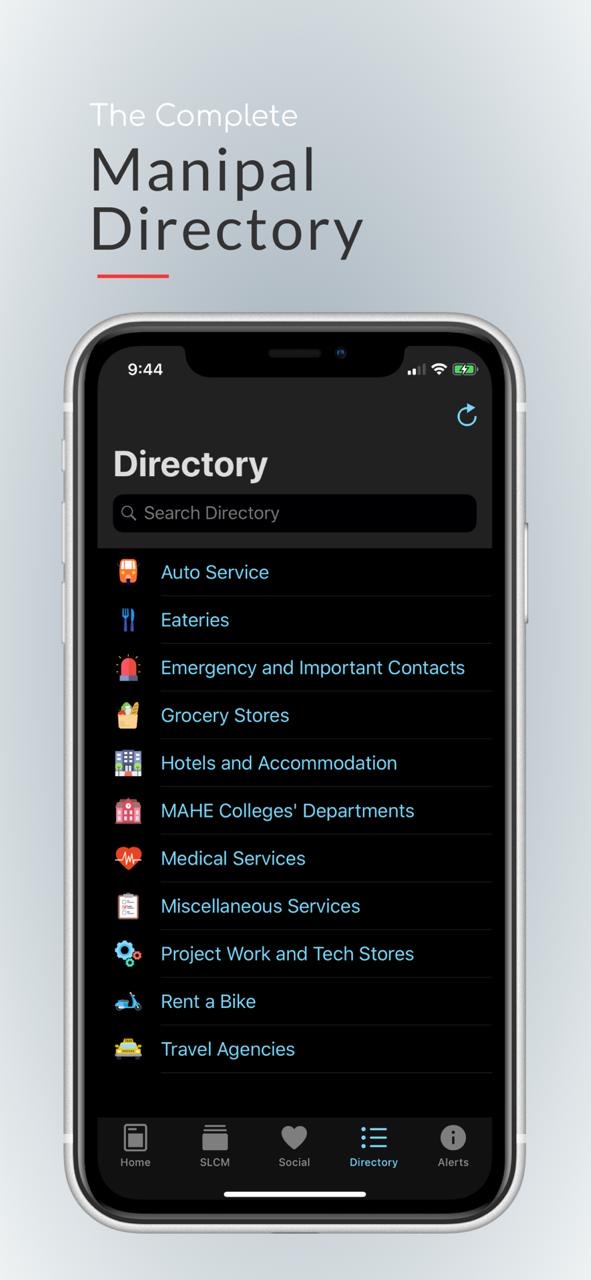 The Complete
Manipal
Directory
9:44
Directory
Search Directory
Auto Service
Eateries
Emergency and Important Contacts
Grocery Stores
Hotels and Accommodation
MAHE Colleges' Departments
Medical Services
Miscellaneous Services
Project Work and Tech Stores
Rent a Bike
Travel Agencies
Home SLCM Social Directory Alerts